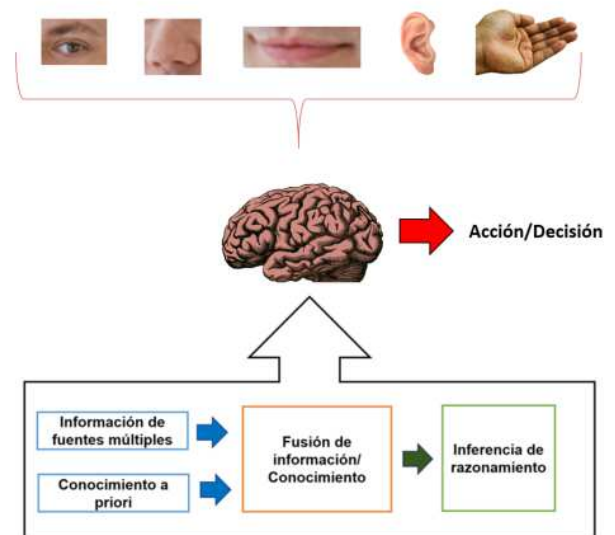 Acción/Decisión
Información de
fuentes múltiples
Fusión de
información/
Conocimiento
Inferencia de
razonamiento
Conocimiento a
priori